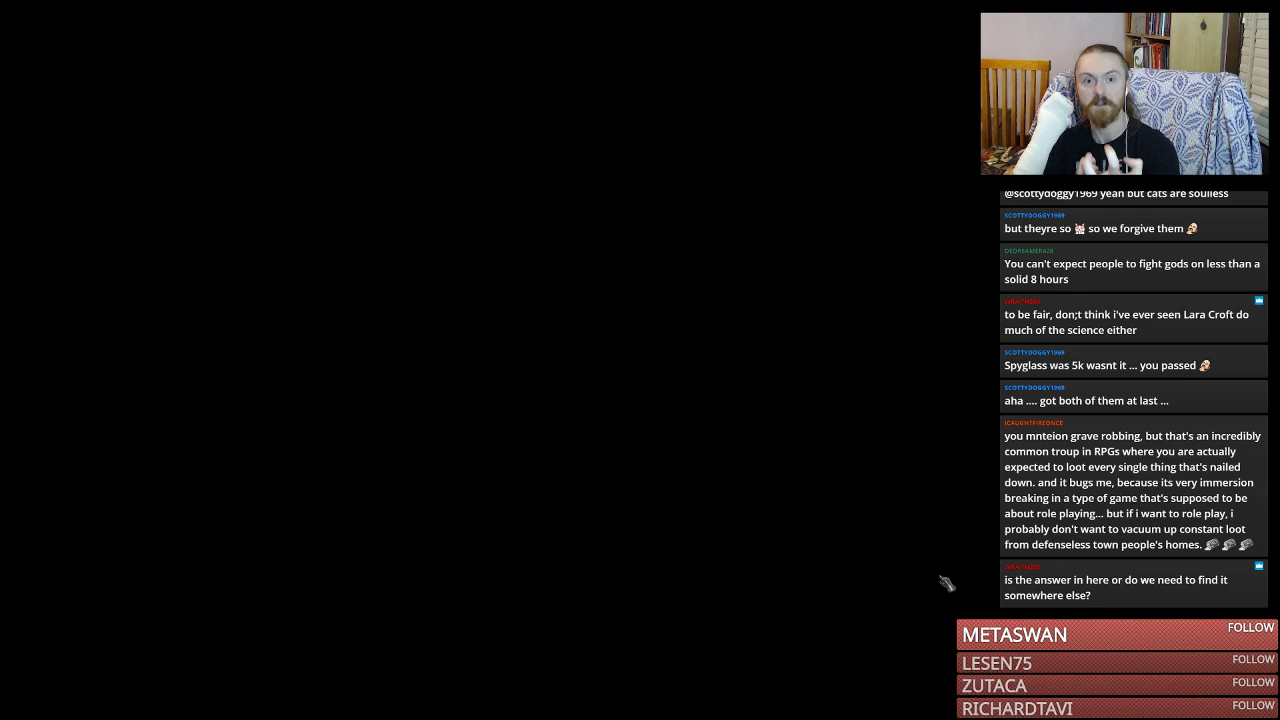 @scottydoggy1969 yeah but cats are soulless
SCOTTYDOGGY1969
but theyre so so we forgive them
DEDREAMER428
You can't expect people to fight gods on less than a
solid 8 hours
to be fair, don;t think i've ever seen Lara Croft do
much of the science either
SCOTTYDOGGY1969
Spyglass was 5k wasnt it ... you passed
SCOTTYDOGGY1969
aha .... got both of them at last ...
ICAUGHTFIREONCE
you mnteion grave robbing, but that's an incredibly
common troup in RPGs where you are actually
expected to loot every single thing that's nailed
down. and it bugs me, because its very immersion
breaking in a type of game that's supposed to be
about role playing... but if i want to role play, i
probably don't want to vacuum up constant loot
from defenseless town people's homes.
is the answer in here or do we need to find it
somewhere else?
METASWAN FOLLOW
LESEN75 FOLLOW
ZUTACA FOLLOW
RICHARDTAVI FOLLOW